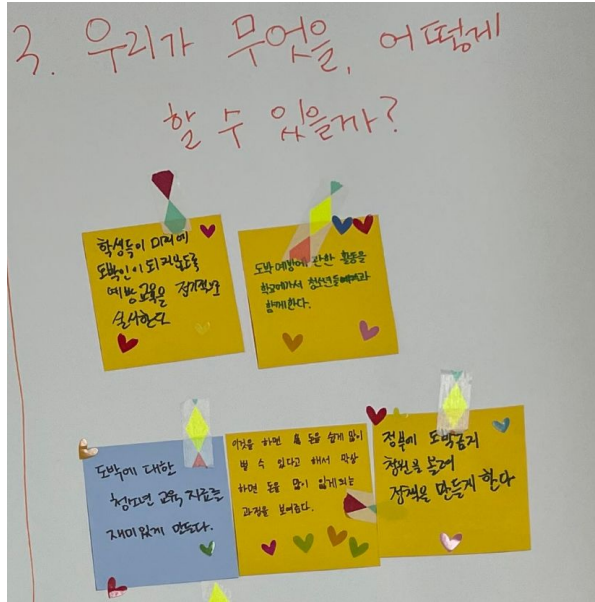 3. 우리가 무엇을, 어떻게
할 수 있을까?
학생들이 미래에
도박인이 되지않도록
예방교육을 정기적으로
실시한다
도박예방에 관한 활동을
학교에가서 청소년들에게와
함께한다.
도박에 대한
청소년 교육 자료를
재미있게 만든다.
이것을 하면 돈을 쉽게 많이
벌 수 있다고 해서 막상
하면 돈을 많이 잃게되는
과정을 보여준다.
정부에 도박금지
청원을 올려
정책을 만들게 한다